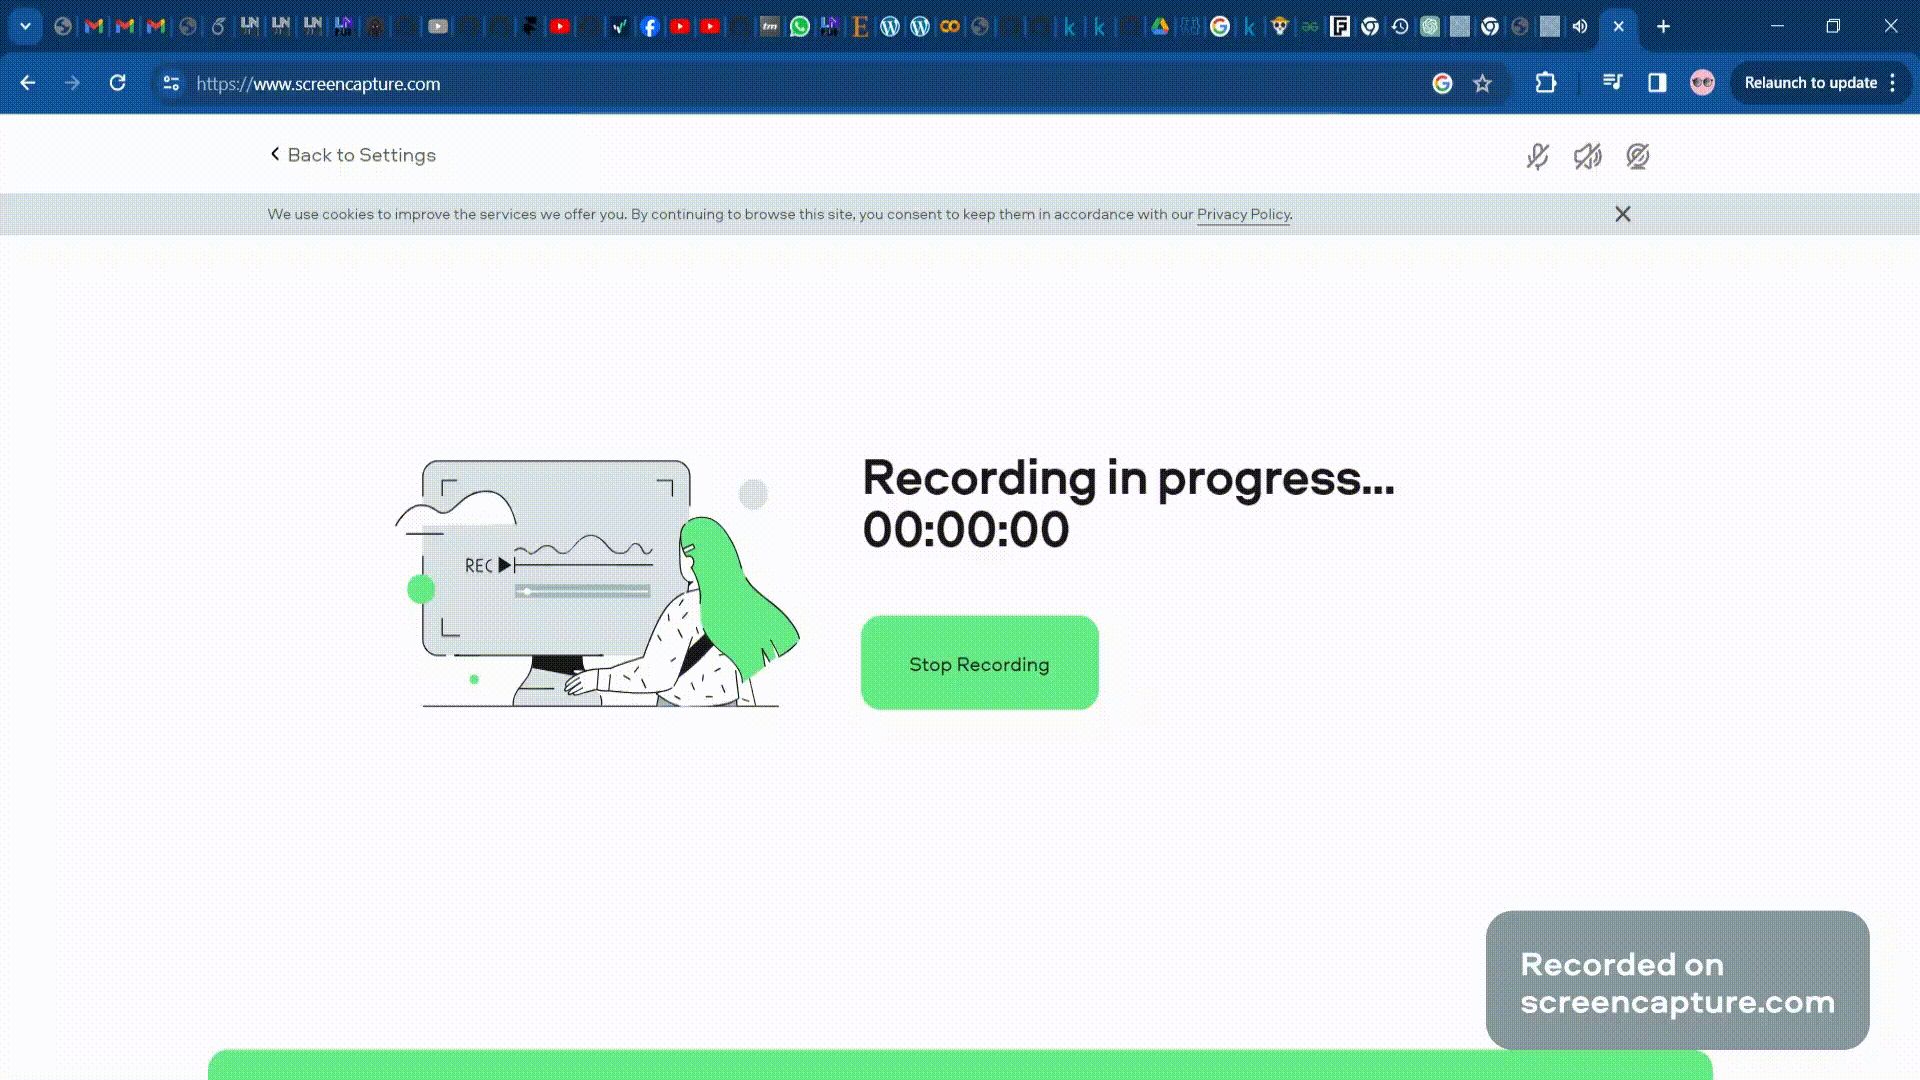 https://www.screencapture.com
Relaunch to update
Back to Settings
We use cookies to improve the services we offer you. By continuing to browse this site, you consent to keep them in accordance with our Privacy Policy.
Recording in progress...
00:00:00
REC
Stop Recording
Recorded on
screencapture.com